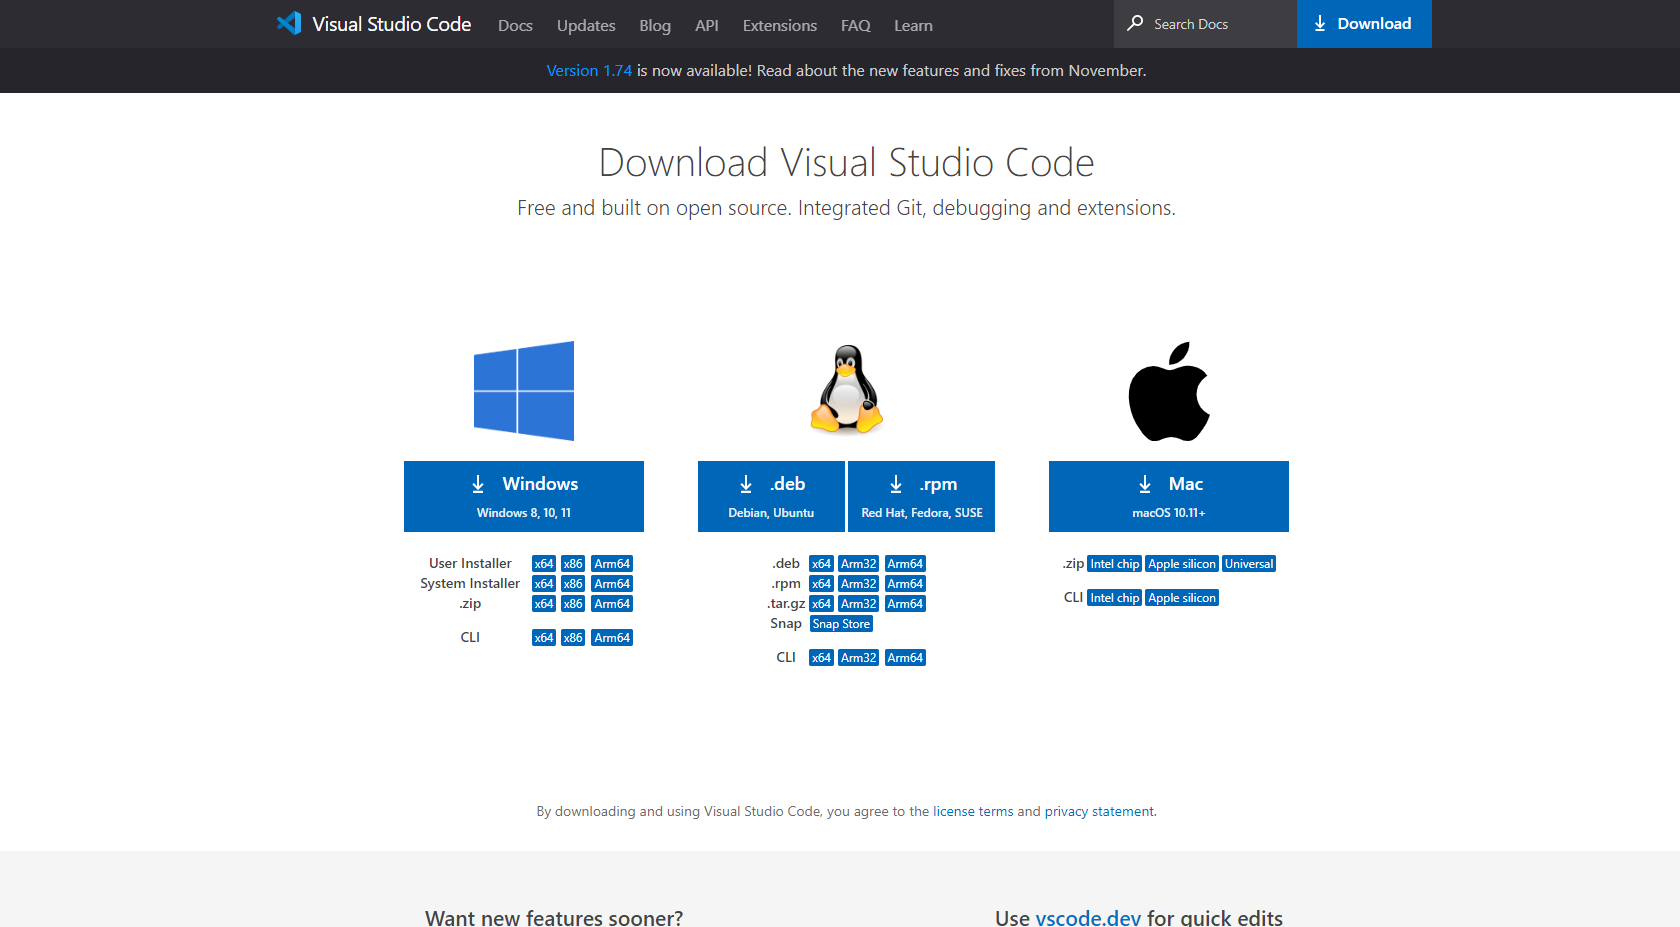 Visual Studio Code Docs Updates Blog API Extensions FAQ Learn Search Docs Download
Version 1.74 is now available! Read about the new features and fixes from November.
Download Visual Studio Code
Free and built on open source. Integrated Git, debugging and extensions.
Windows
Windows 8, 10, 11
User Installer x64 x86 Arm64
System Installer x64 x86 Arm64
.zip x64 x86 Arm64
CLI x64 x86 Arm64
.deb
Debian, Ubuntu
.rpm
Red Hat, Fedora, SUSE
.deb x64 Arm32 Arm64
.rpm x64 Arm32 Arm64
.tar.gz x64 Arm32 Arm64
Snap Snap Store
CLI x64 Arm32 Arm64
Mac
macOS 10.11+
.zip Intel chip Apple silicon Universal
CLI Intel chip Apple silicon
By downloading and using Visual Studio Code, you agree to the license terms and privacy statement.
Want new features sooner?
Use vscode.dev for quick edits